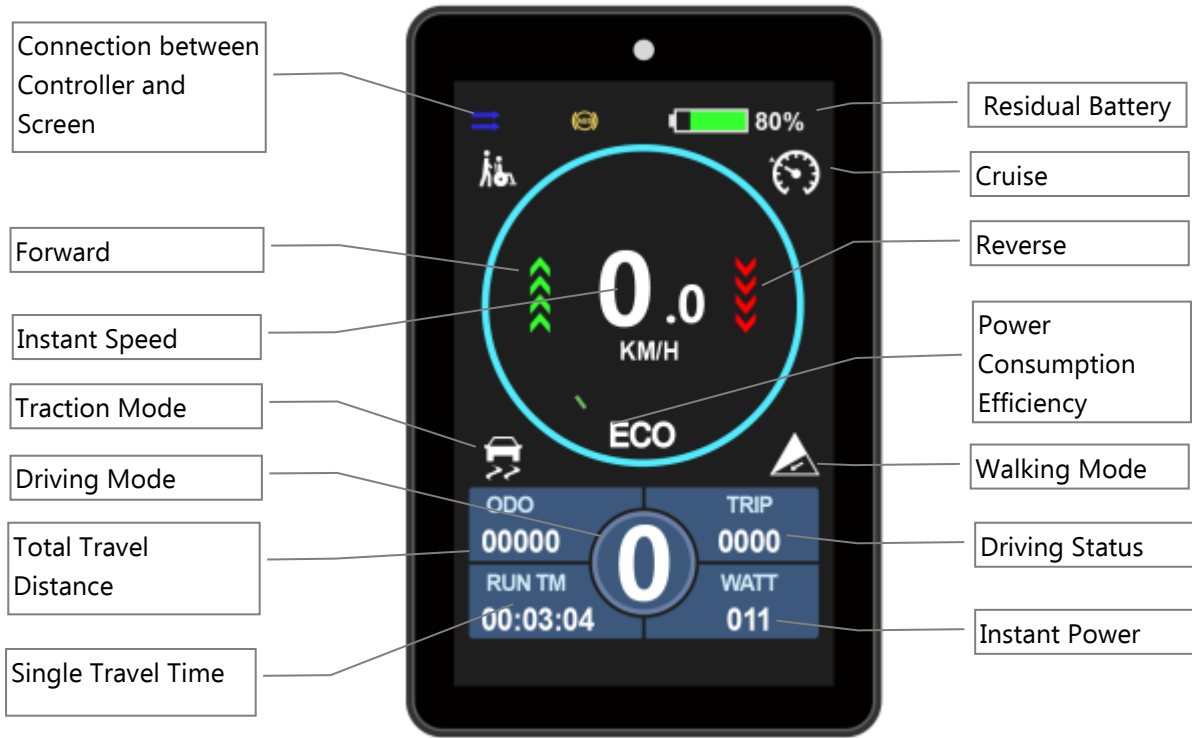 Connection between
Controller and
Screen
Forward
Instant Speed
Traction Mode
Driving Mode
Total Travel
Distance
Single Travel Time
80%
0.0
KM/H
ECO
ODO
00000
TRIP
0000
0
RUN TM
00:03:04
WATT
011
Residual Battery
Cruise
Reverse
Power
Consumption
Efficiency
Walking Mode
Driving Status
Instant Power